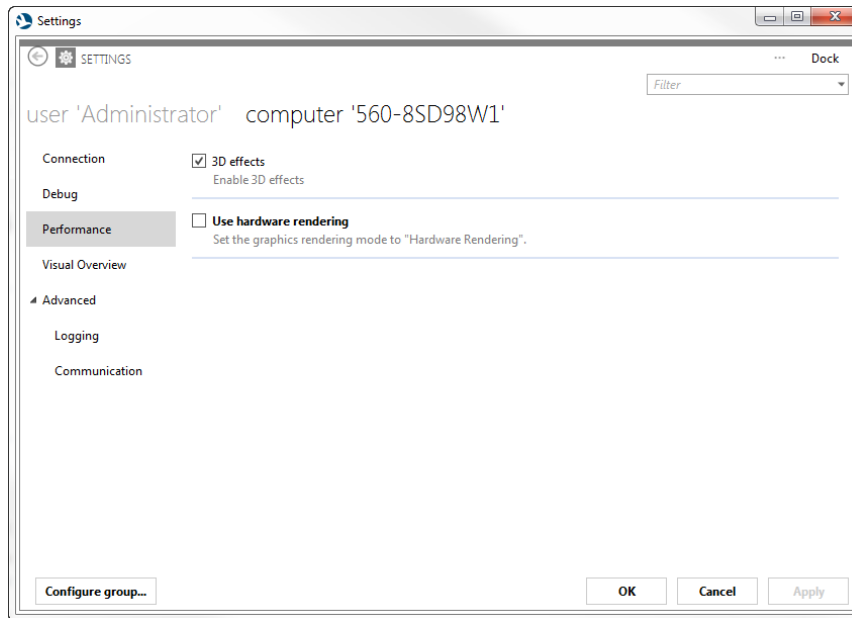 Settings
SETTINGS
... Dock
Filter
user 'Administrator' computer '560-8SD98W1'
Connection
Debug
Performance
Visual Overview
Advanced
Logging
Communication
3D effects
Enable 3D effects
Use hardware rendering
Set the graphics rendering mode to "Hardware Rendering".
Configure group...
OK Cancel Apply